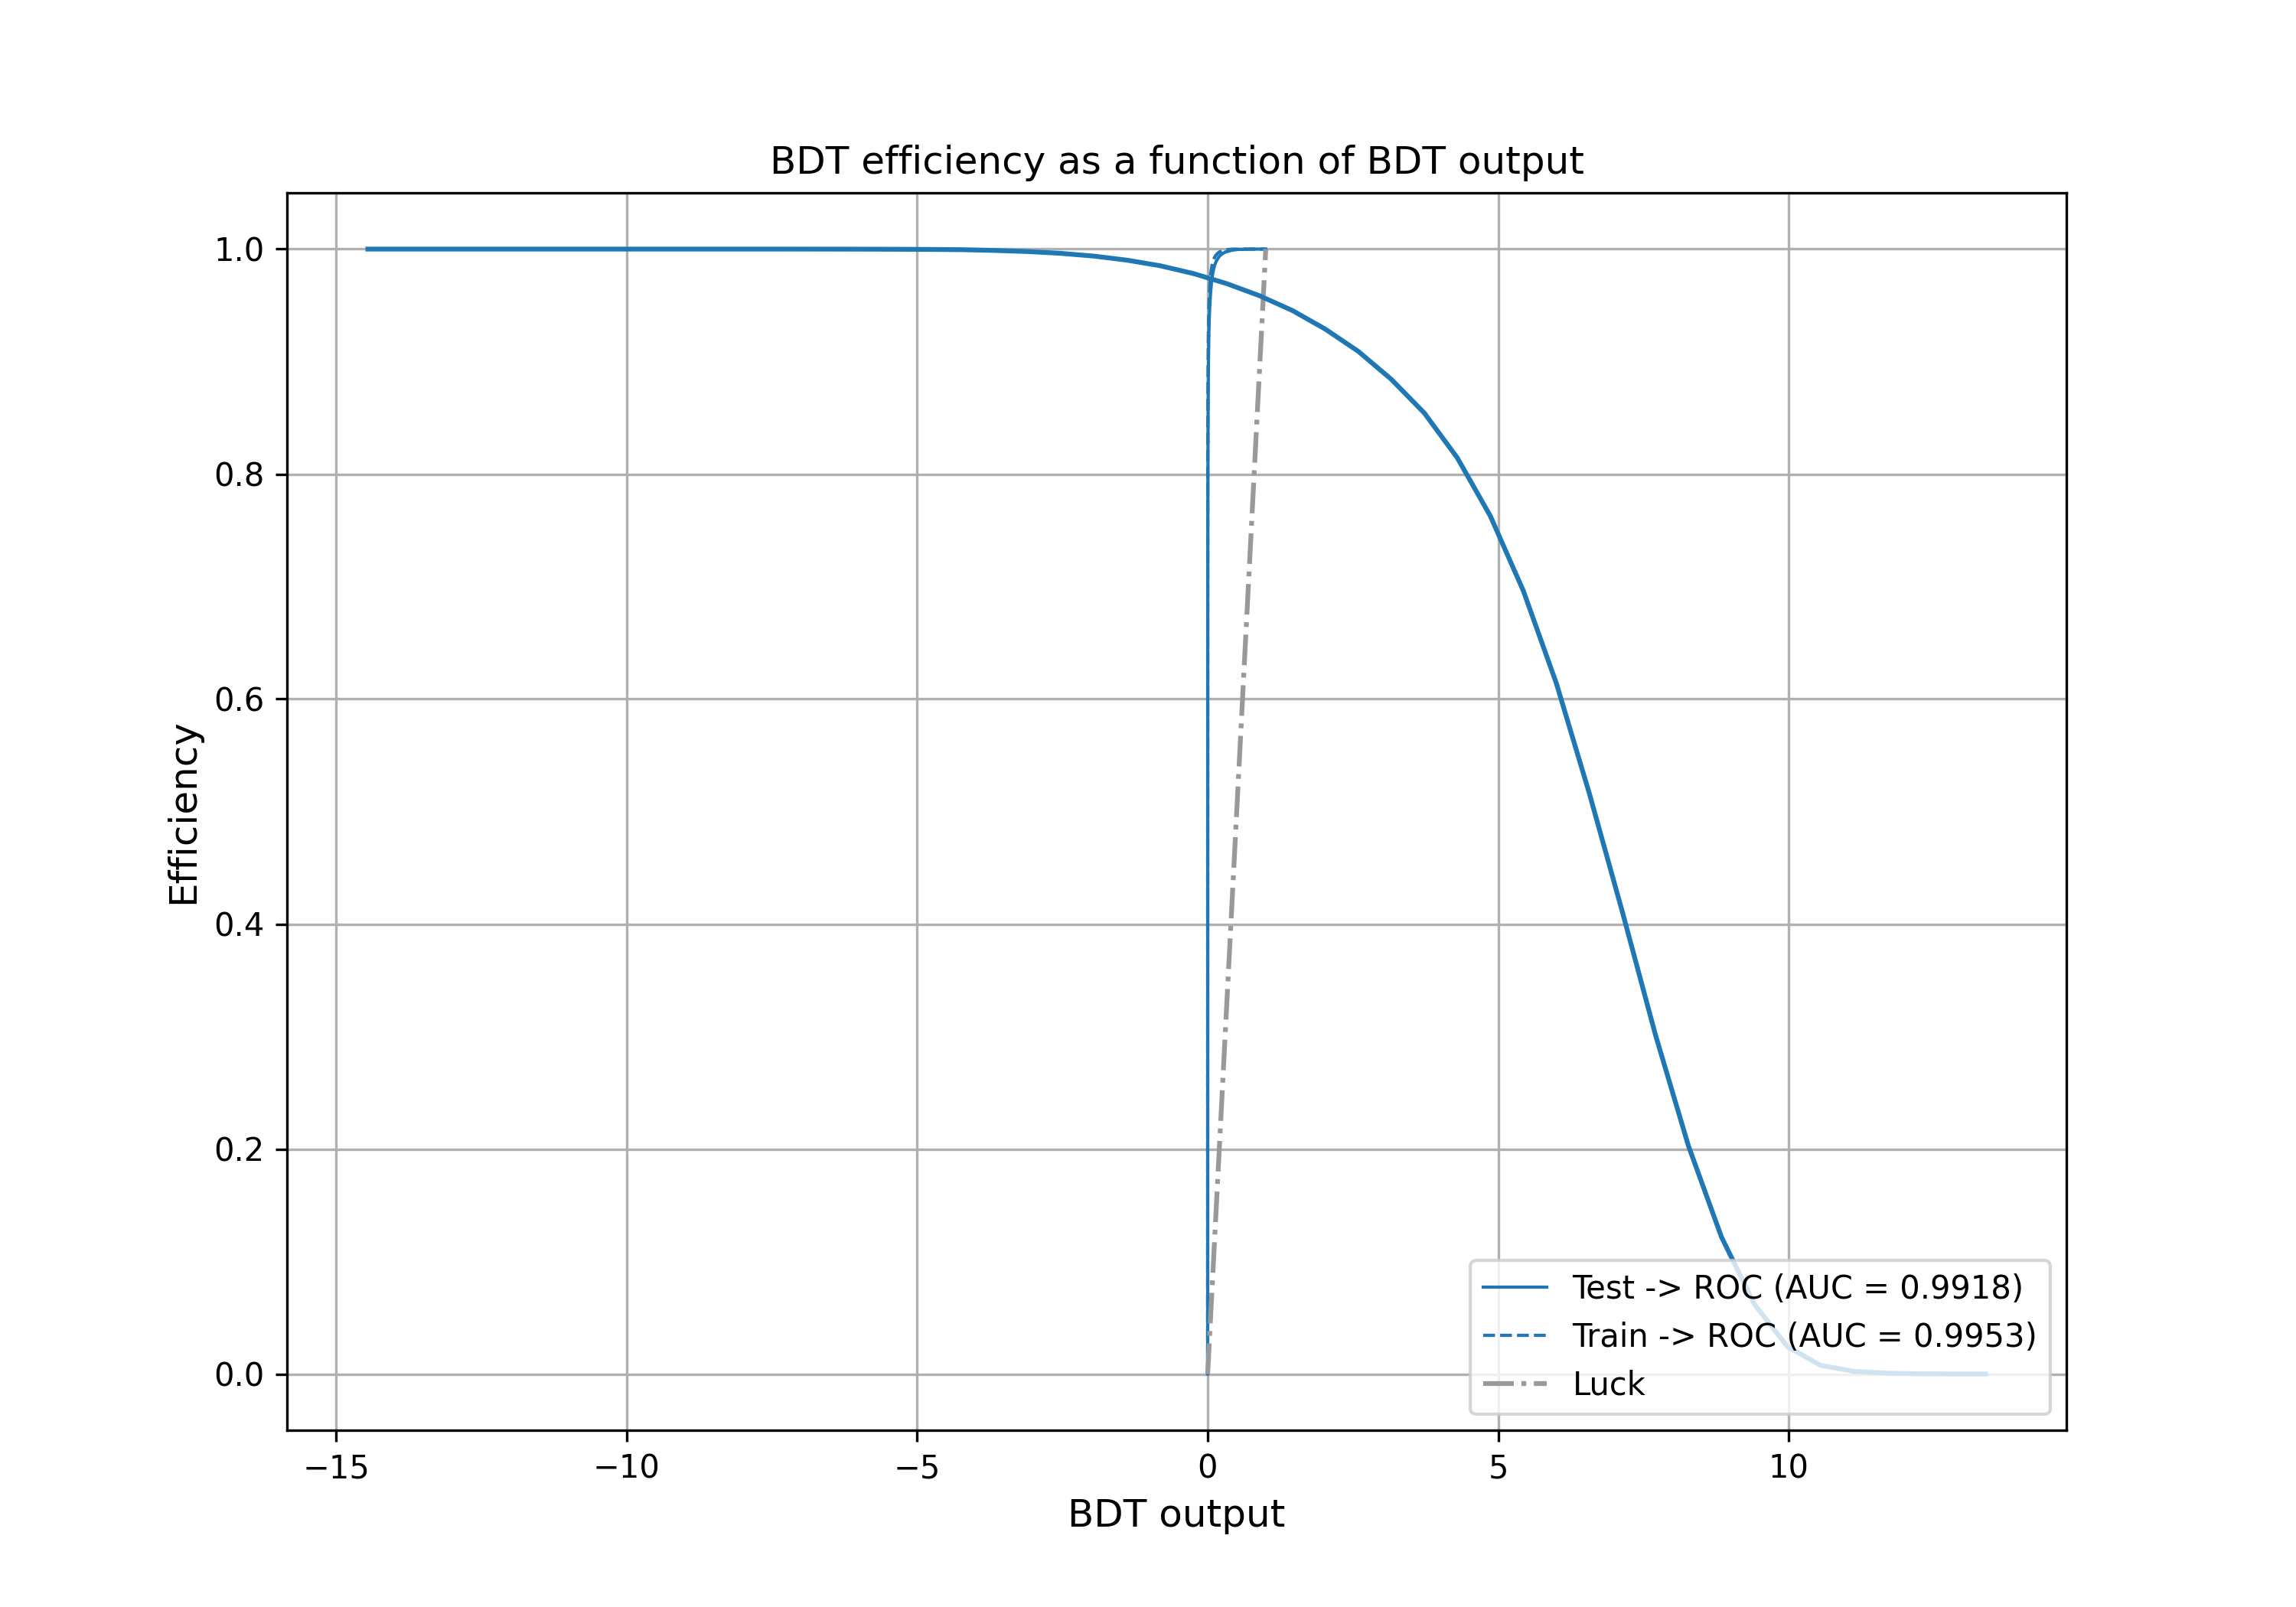 BDT efficiency as a function of BDT output
Efficiency
1.0
0.8
0.6
0.4
0.2
0.0
−15
−10
−5
0
5
10
BDT output
Test -> ROC (AUC = 0.9918)
Train -> ROC (AUC = 0.9953)
Luck